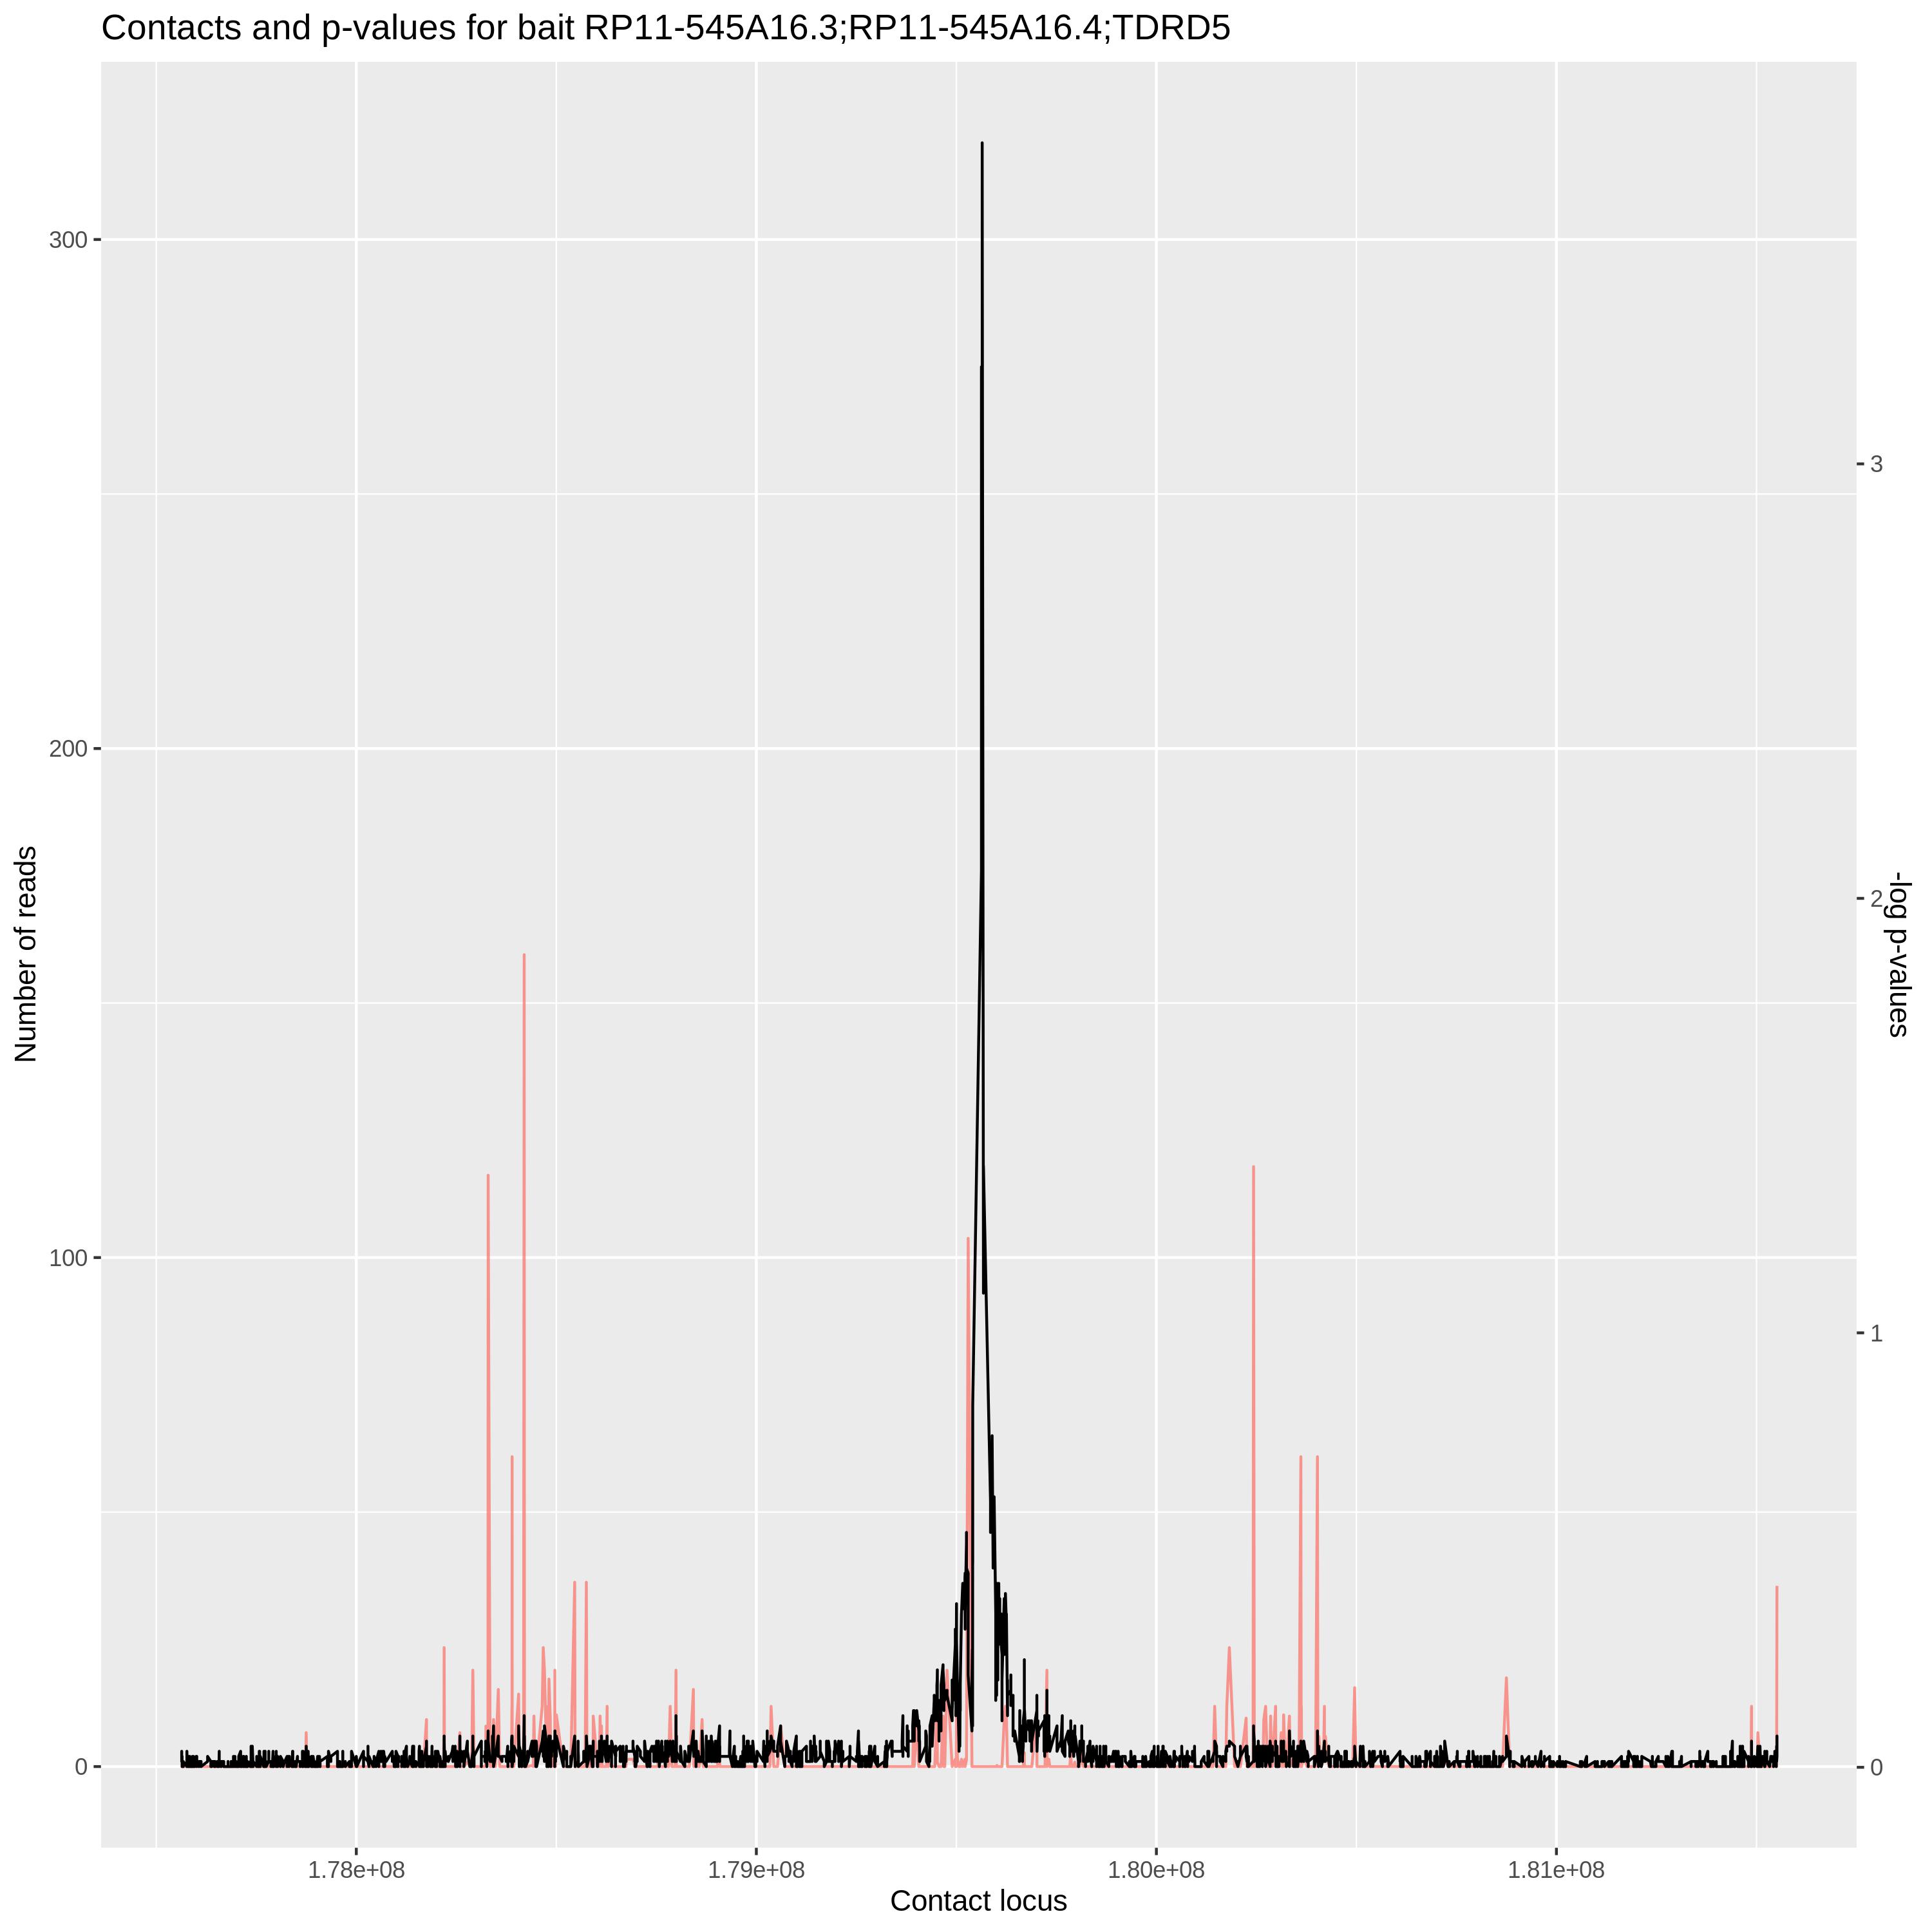 Contacts and p-values for bait RP11-545A16.3;RP11-545A16.4;TDRD5
300
200
100
0
Number of reads
3
2
1
0
-log p-values
1.78e+08
1.79e+08
1.80e+08
1.81e+08
Contact locus